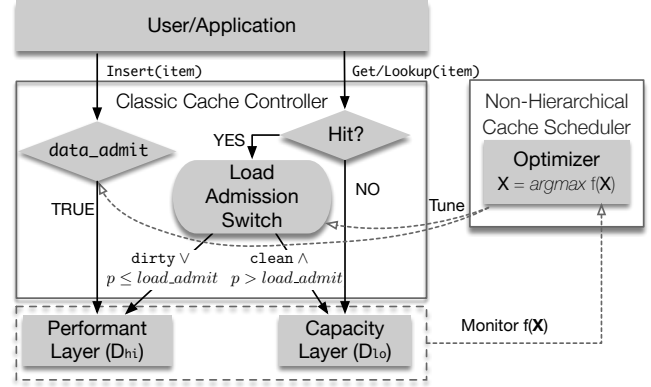 User/Application
Insert(item)
Get/Lookup(item)
Classic Cache Controller
Non-Hierarchical
Cache Scheduler
data_admit
Hit?
YES
Optimizer
X = argmax f(X)
Load
Admission
Switch
TRUE
NO
Tune
dirty ∨
p ≤ load_admit
clean ∧
p > load_admit
Performant
Layer (Dhi)
Capacity
Layer (Dlo)
Monitor f(X)